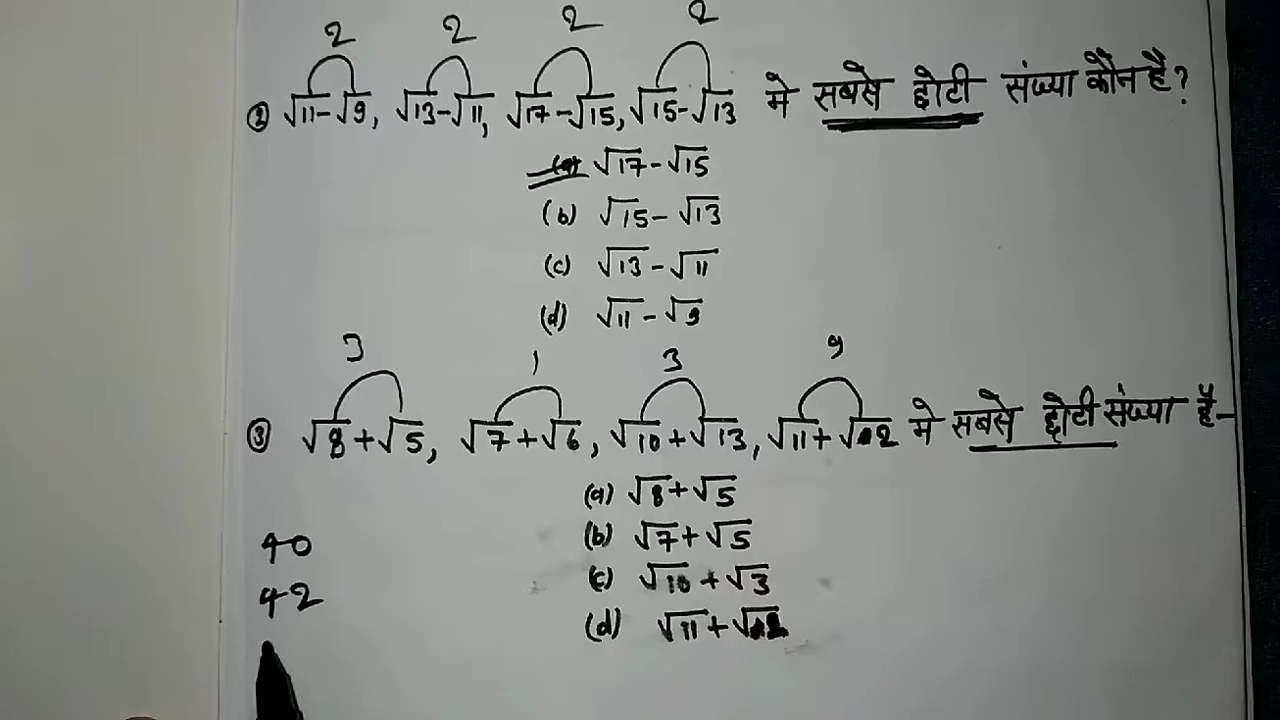 2 2 2 2
② √11-√9, √13-√11, √17-√15, √15-√13 मे सबसे छोटी संख्या कौन है?
(a) √17-√15
(b) √15-√13
(c) √13-√11
(d) √11-√9
3 1 3 9
③ √8+√5, √7+√6, √10+√13, √11+√2 मे सबसे छोटी संख्या है-
(a) √8+√5
(b) √7+√5
(c) √10+√3
(d) √11+√2
40
42